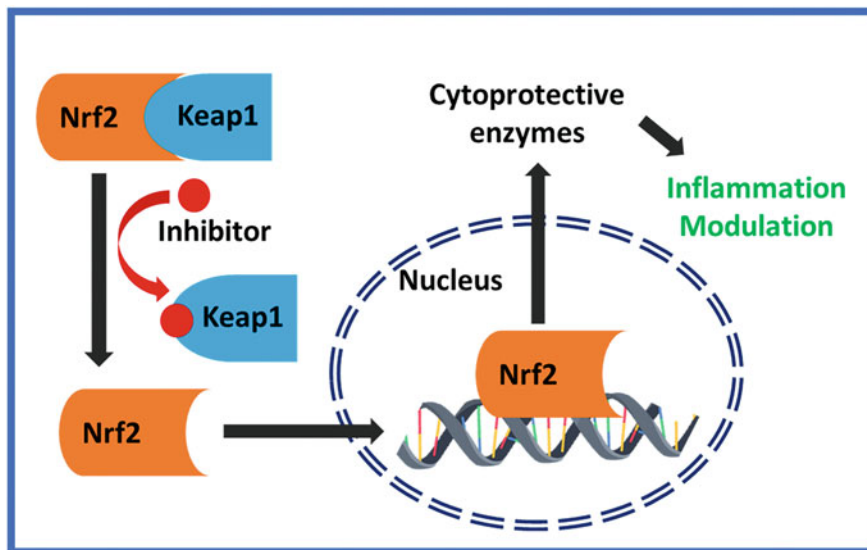 Nrf2
Keap1
Inhibitor
Keap1
Nrf2
Nucleus
Nrf2
Cytoprotective
enzymes
Inflammation
Modulation